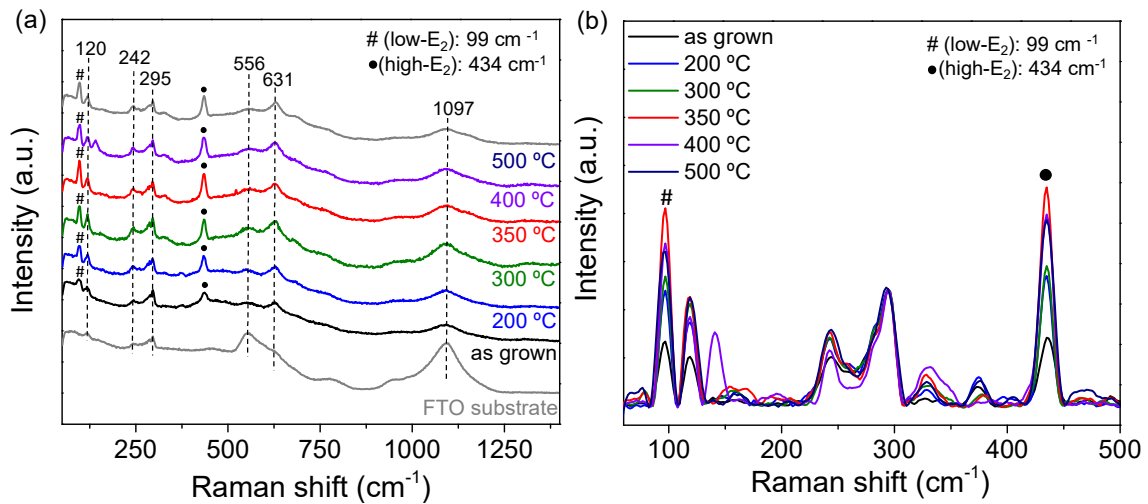 (a)
# (low-E₂): 99 cm ⁻¹
●(high-E₂): 434 cm⁻¹
# 120
242
295
556
631
1097
#
#
#
#
#
500 ºC
400 ºC
350 ºC
300 ºC
200 ºC
as grown
FTO substrate
Intensity (a.u.)
250 500 750 1000 1250
Raman shift (cm⁻¹)
(b)
as grown
200 ºC
300 ºC
350 ºC
400 ºC
500 ºC
# (low-E₂): 99 cm ⁻¹
● (high-E₂): 434 cm⁻¹
#
Intensity (a.u.)
100 200 300 400 500
Raman shift (cm⁻¹)